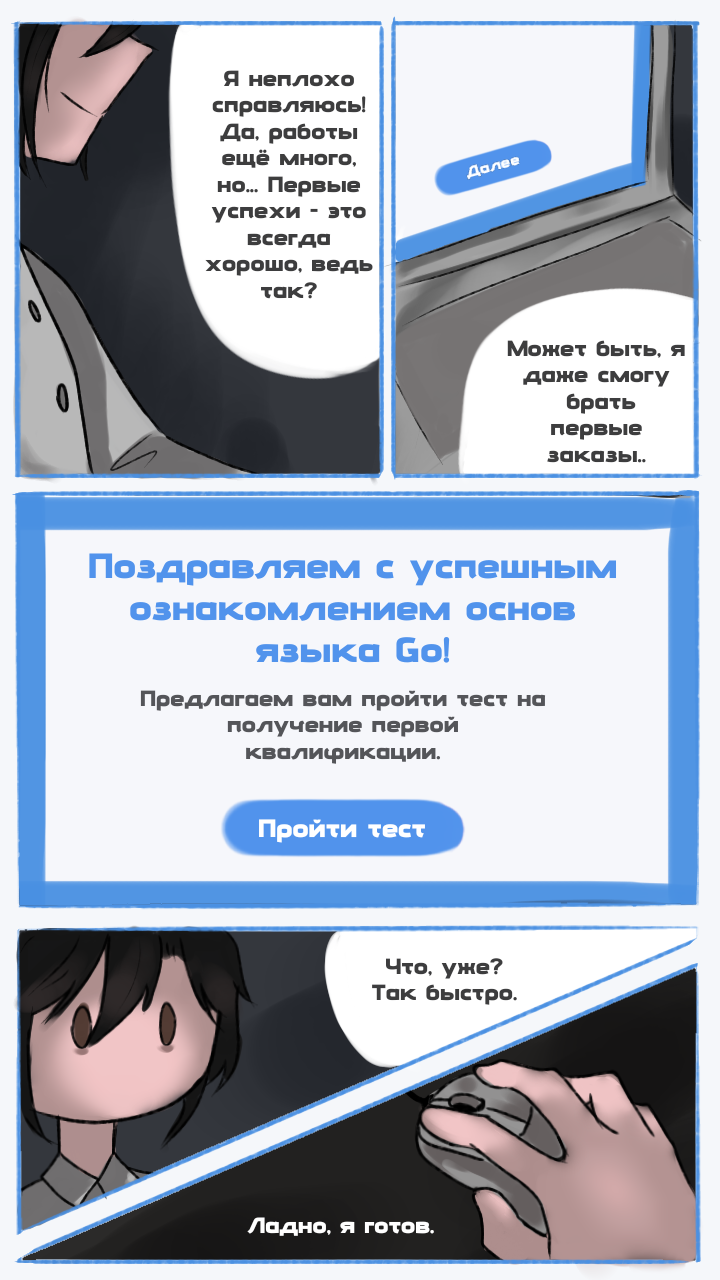 Я неплохо
справляюсь!
Да, работы
ещё много,
но... Первые
успехи - это
всегда
хорошо, ведь
так?
Далее
Может быть, я
даже смогу
брать
первые
заказы..
Поздравляем с успешным
ознакомлением основ
языка Go!
Предлагаем вам пройти тест на
получение первой
квалификации.
Пройти тест
Что, уже?
Так быстро.
Ладно, я готов.